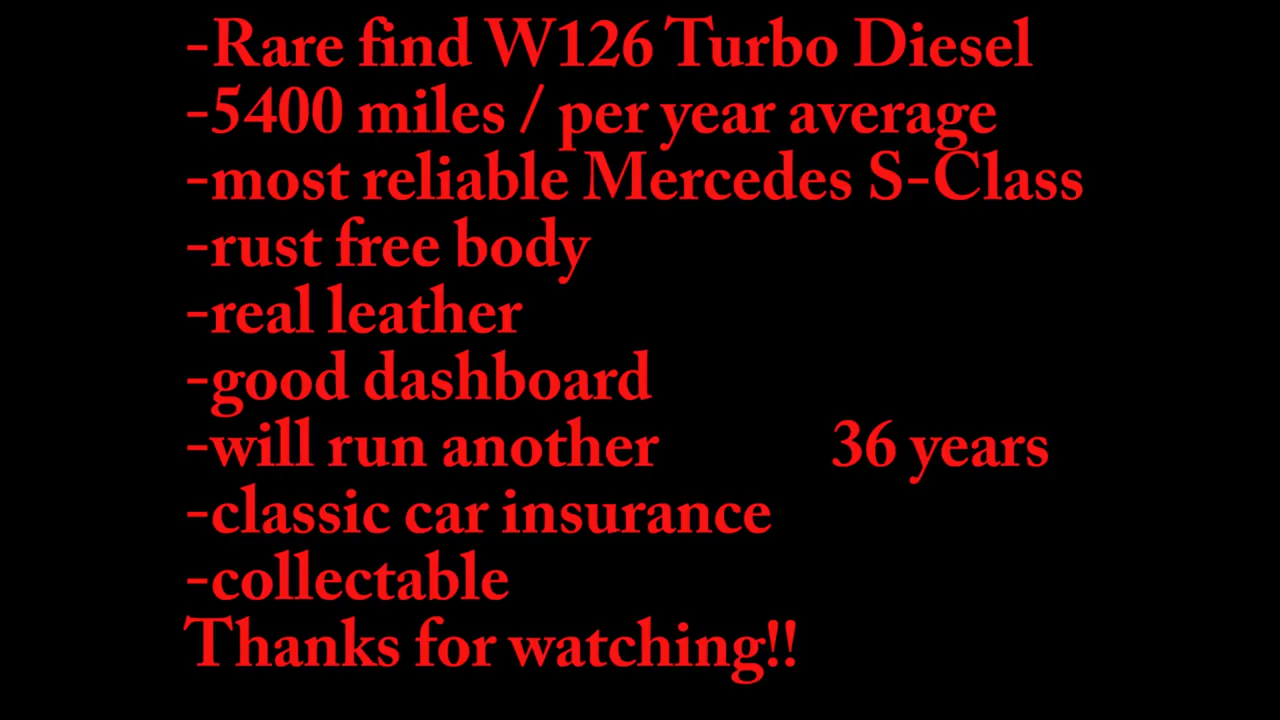 -Rare find W126 Turbo Diesel
-5400 miles / per year average
-most reliable Mercedes S-Class
-rust free body
-real leather
-good dashboard
-will run another 36 years
-classic car insurance
-collectable
Thanks for watching!!